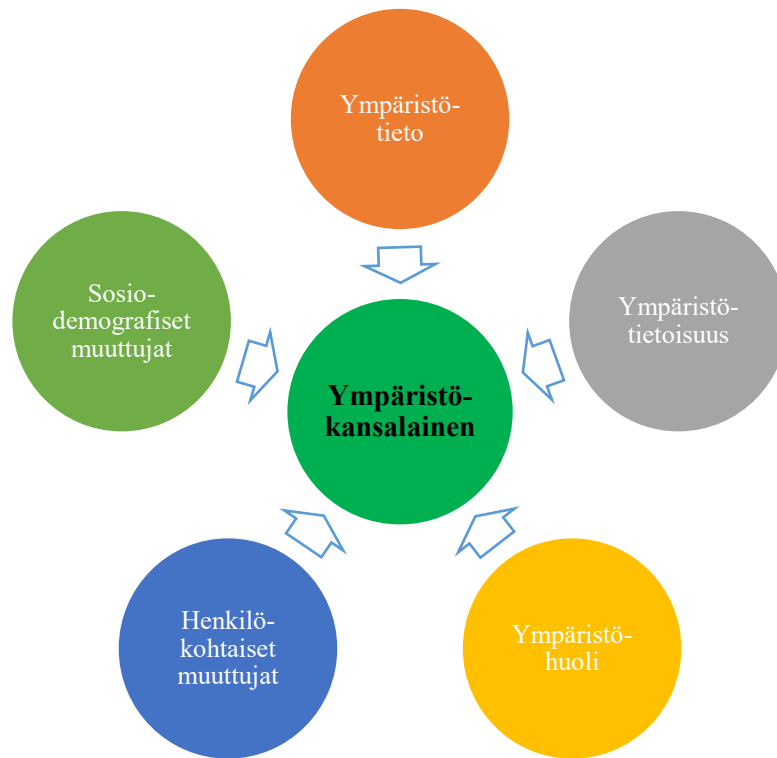 Ympäristö-
tieto
Ympäristö-
tietoisuus
Ympäristö-
huoli
Henkilö-
kohtaiset
muuttujat
Sosio-
demografiset
muuttujat
Ympäristö-
kansalainen